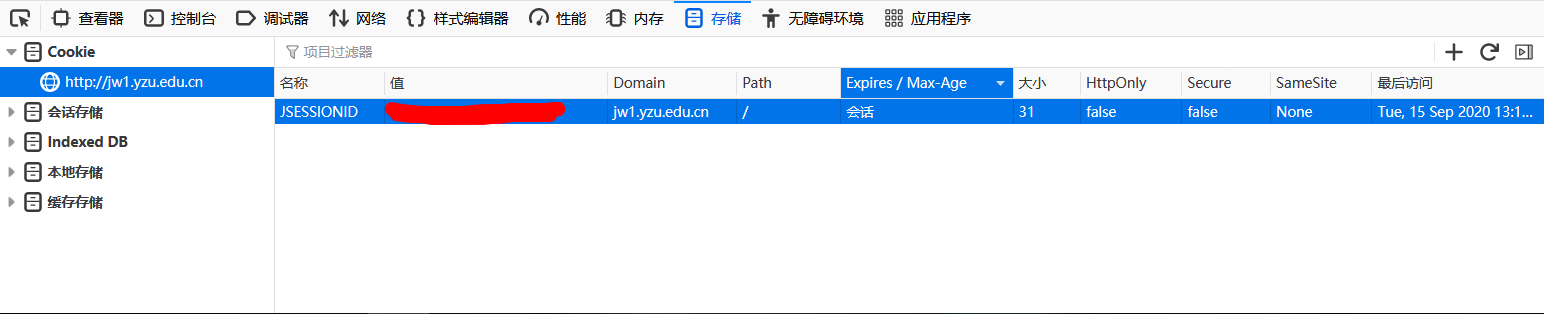 查看器 控制台 调试器 网络 样式编辑器 性能 内存 存储 无障碍环境 应用程序
Cookie 项目过滤器
http://jw1.yzu.edu.cn 名称 值 Domain Path Expires / Max-Age 大小 HttpOnly Secure SameSite 最后访问
会话存储 JSESSIONID jw1.yzu.edu.cn / 会话 31 false false None Tue, 15 Sep 2020 13:1...
Indexed DB
本地存储
缓存存储